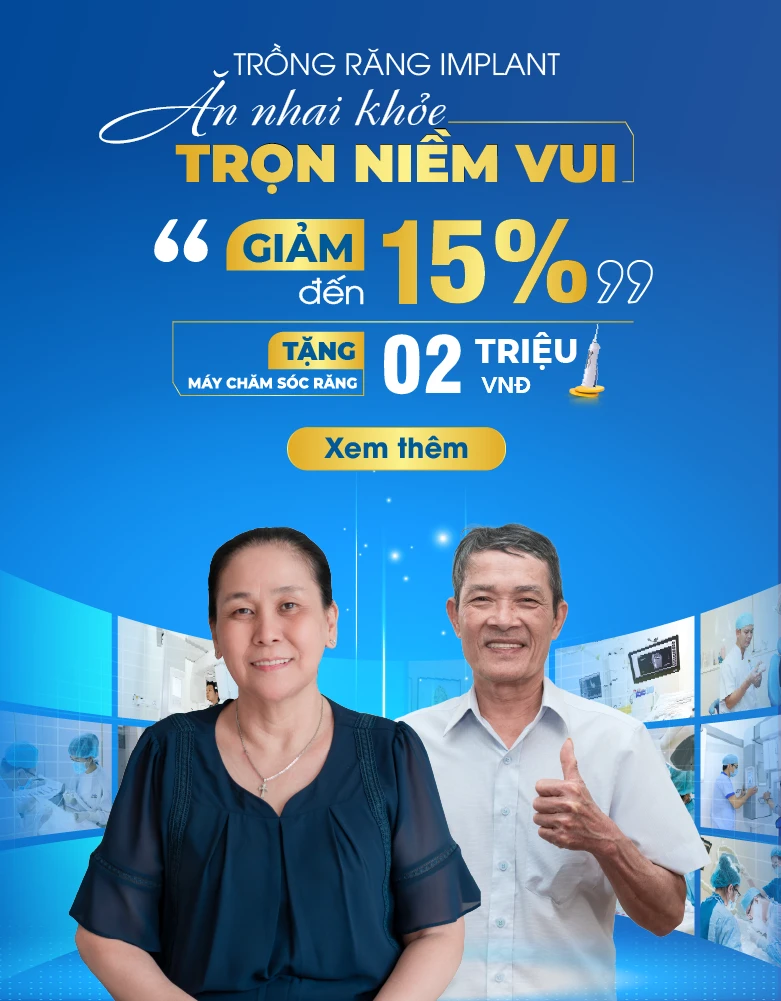 TRỒNG RĂNG IMPLANT
Ăn nhai khỏe
TRỌN NIỀM VUI
“ GIẢM đến 15% ”
TẶNG
MÁY CHĂM SÓC RĂNG
02 TRIỆU
VNĐ
Xem thêm